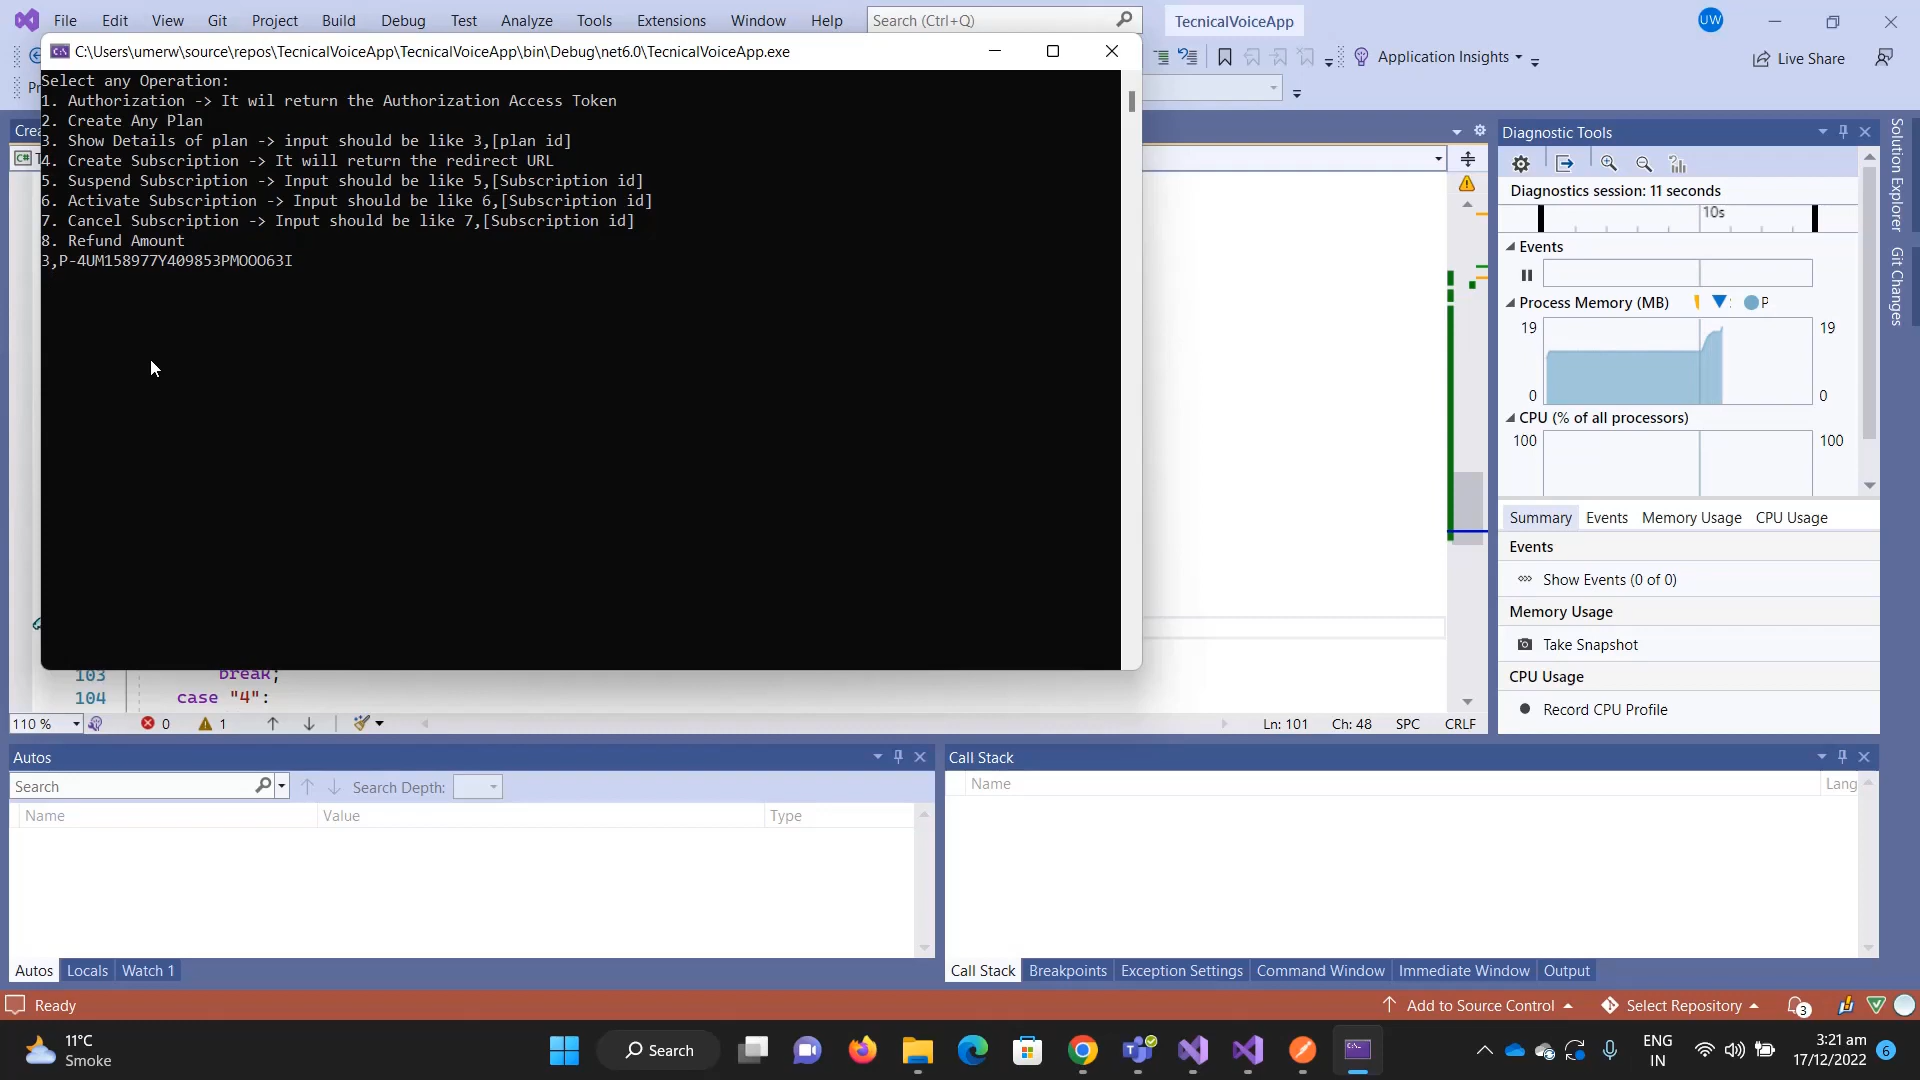 File Edit View Git Project Build Debug Test Analyze Tools Extensions Window Help Search (Ctrl+Q) TecnicalVoiceApp UW
C:\Users\umerw\source\repos\TecnicalVoiceApp\TecnicalVoiceApp\bin\Debug\net6.0\TecnicalVoiceApp.exe
Application Insights Live Share
Select any Operation:
1. Authorization -> It wil return the Authorization Access Token
2. Create Any Plan
3. Show Details of plan -> input should be like 3,[plan id]
4. Create Subscription -> It will return the redirect URL
5. Suspend Subscription -> Input should be like 5,[Subscription id]
6. Activate Subscription -> Input should be like 6,[Subscription id]
7. Cancel Subscription -> Input should be like 7,[Subscription id]
8. Refund Amount
3,P-4UM158977Y409853PMOOO63I
103 break;
104 case "4":
110 % 0 1 Ln: 101 Ch: 48 SPC CRLF
Diagnostic Tools
Diagnostics session: 11 seconds
10s
Events
Process Memory (MB) P
19 19
0 0
CPU (% of all processors)
100 100
Summary Events Memory Usage CPU Usage
Events
Show Events (0 of 0)
Memory Usage
Take Snapshot
CPU Usage
Record CPU Profile
Solution Explorer
Git Changes
Autos
Search Search Depth:
Name Value Type
Autos Locals Watch 1
Call Stack
Name Lang
Call Stack Breakpoints Exception Settings Command Window Immediate Window Output
Ready Add to Source Control Select Repository 3
11°C
Smoke
Search
ENG
IN
3:21 am
17/12/2022
6